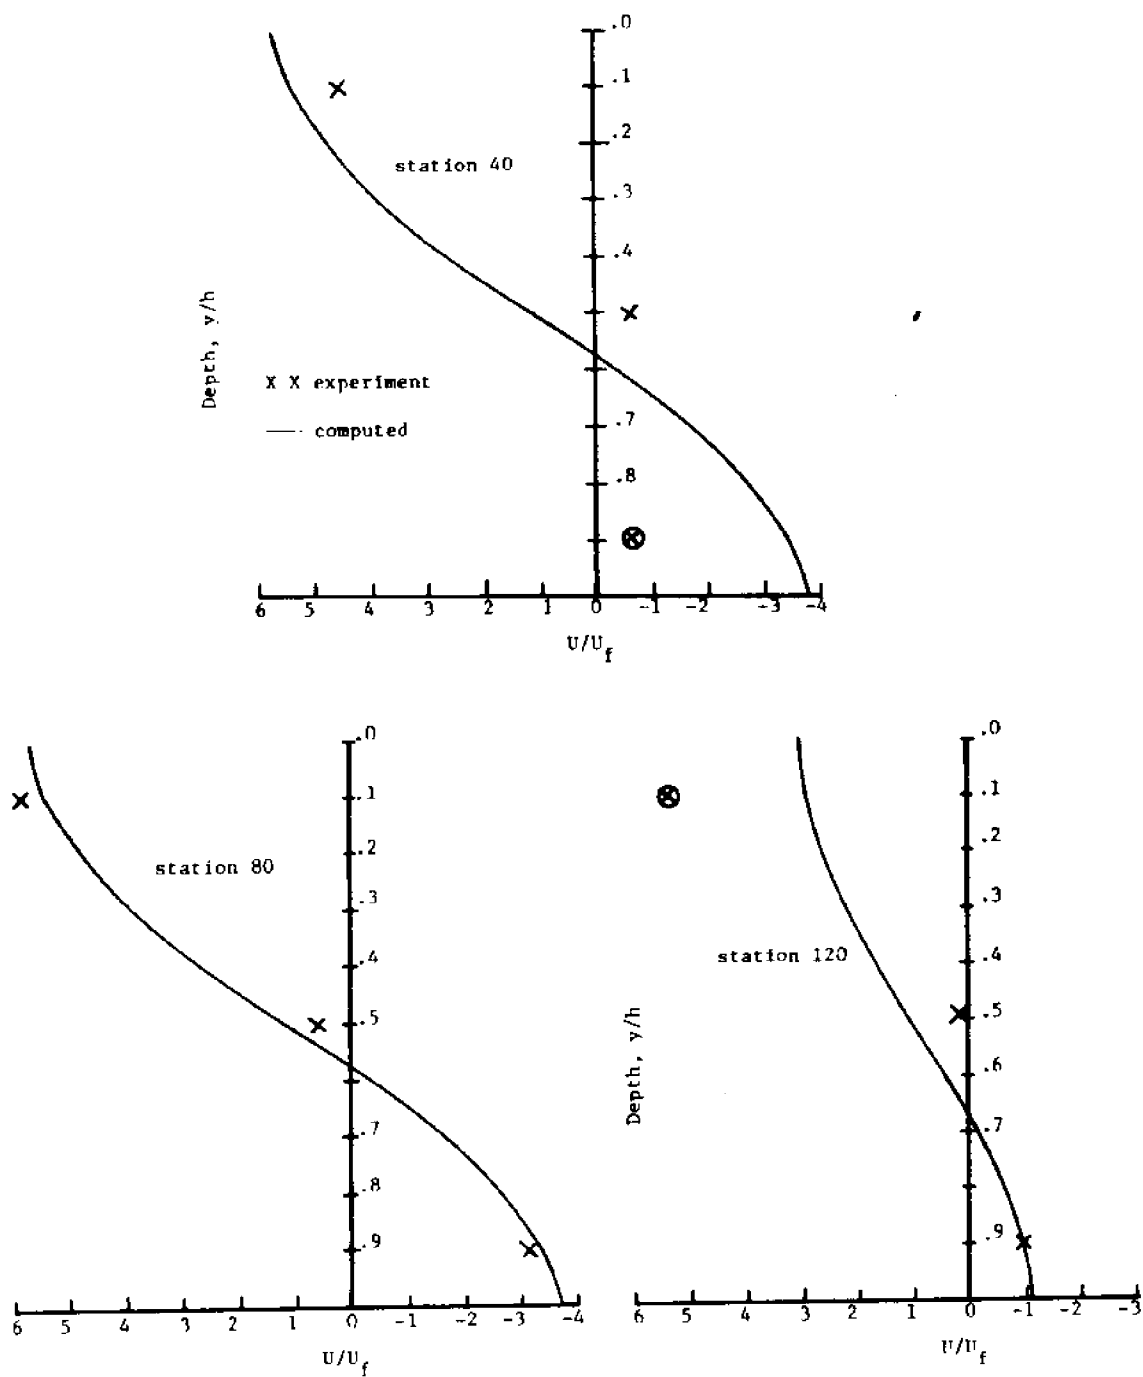 .0
.1
.2
station 40
.3
.4
Depth, y/h
X X experiment
.7
— computed
.8
6 5 4 3 2 1 0 -1 -2 -3 -4
U/U_f
.0
.1
.2
station 80
.3
.4
.5
.7
.8
.9
6 5 4 3 2 1 0 -1 -2 -3 -4
U/U_f
.0
.1
.2
.3
station 120
.4
.5
Depth, y/h
.6
.7
.9
6 5 4 3 2 1 0 -1 -2 -3
U/U_f